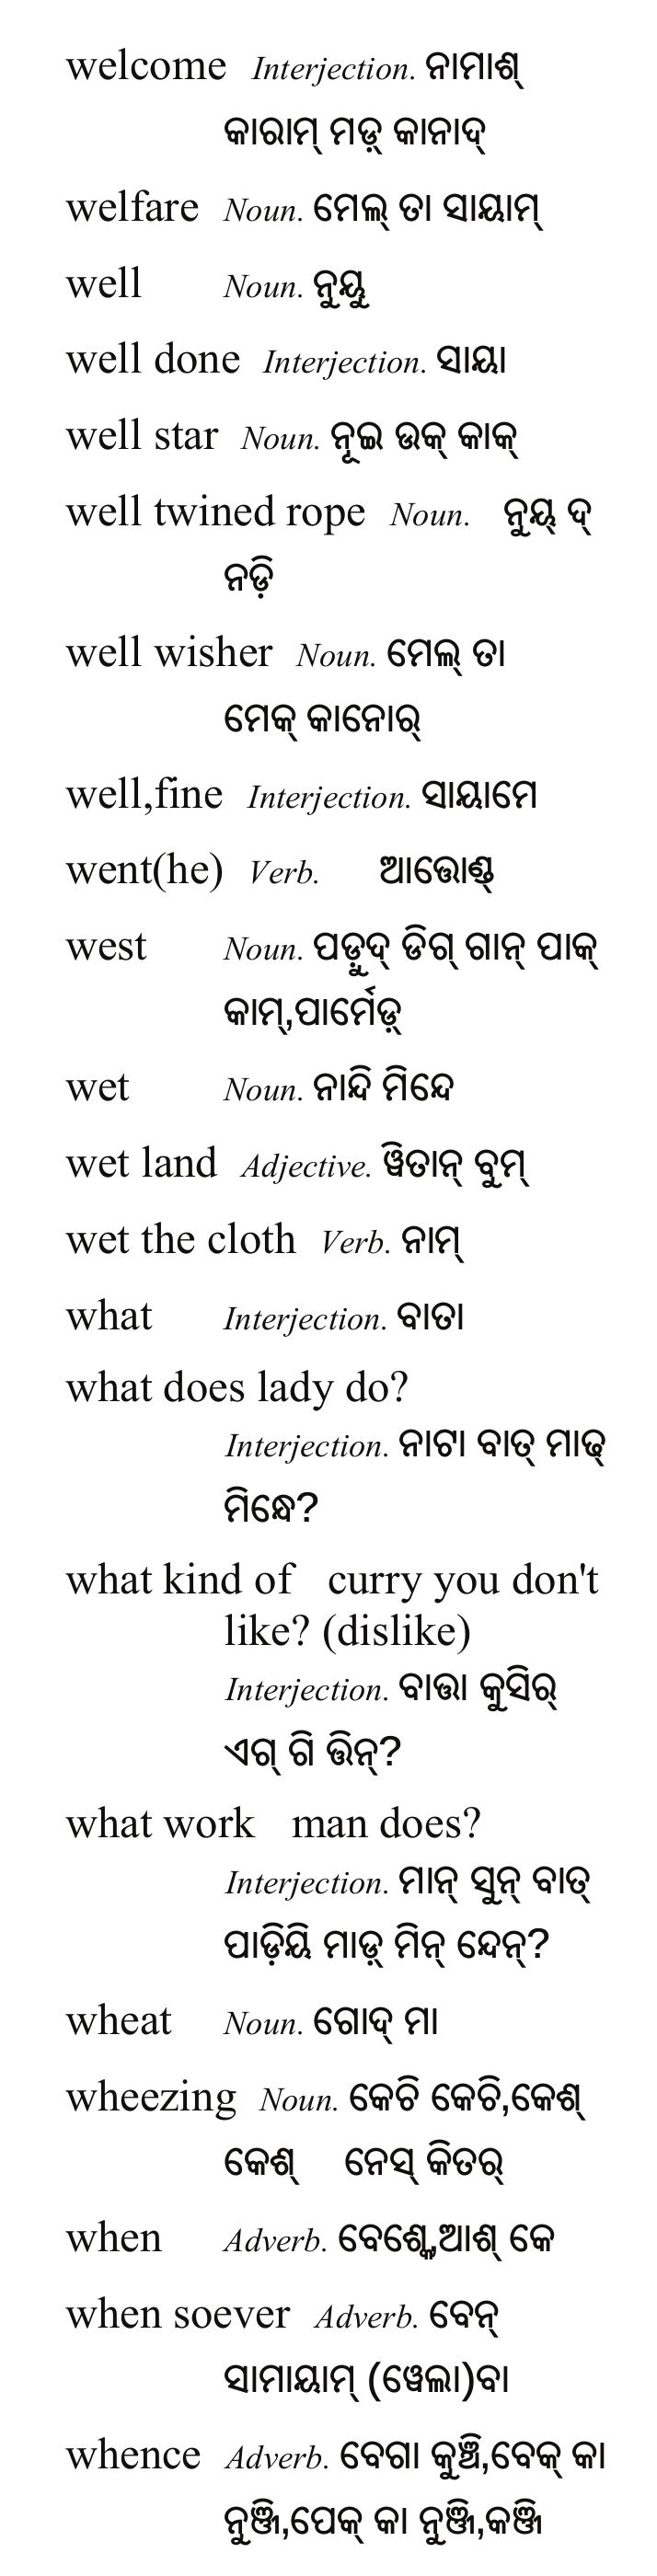 welcome Interjection. ନାମାଶ୍
କାରାମ୍ ମଡ଼୍ କାନାଦ୍
welfare Noun. ମେଲ୍ ତା ସାୟାମ୍
well Noun. ନୁୟୁ
well done Interjection. ସାୟା
well star Noun. ନୂଇ ଉକ୍ କାକ୍
well twined rope Noun. ନୁୟ୍ ଦ୍
ନଡ଼ି
well wisher Noun. ମେଲ୍ ତା
ମେକ୍ କାନୋର୍
well,fine Interjection. ସାୟାମେ
went(he) Verb. ଆତ୍ତୋଣ୍ଡ୍
west Noun. ପଡ଼ୁଦ୍ ଡିଗ୍ ଗାନ୍ ପାକ୍
କାମ୍,ପାର୍ମେଡ଼୍
wet Noun. ନାନ୍ଦି ମିନ୍ଦେ
wet land Adjective. ୱିତାନ୍ ବୁମ୍
wet the cloth Verb. ନାମ୍
what Interjection. ବାତା
what does lady do?
Interjection. ନାଟା ବାତ୍ ମାଢ୍
ମିନ୍ଧେ?
what kind of curry you don't
like? (dislike)
Interjection. ବାତ୍ତା କୁସିର୍
ଏଗ୍ ଗି ତ୍ତିନ୍?
what work man does?
Interjection. ମାନ୍ ସୁନ୍ ବାତ୍
ପାଡ଼ିୟି ମାଡ଼୍ ମିନ୍ ନ୍ଦେନ୍?
wheat Noun. ଗୋଦ୍ ମା
wheezing Noun. କେଚି କେଚି,କେଶ୍
କେଶ୍ ନେସ୍ କିତର୍
when Adverb. ବେଶ୍କେ,ଆଶ୍ କେ
when soever Adverb. ବେନ୍
ସାମାୟାମ୍ (ୱେଲା)ବା
whence Adverb. ବେଗା କୁଞ୍ଚି,ବେକ୍ କା
ନୁଞ୍ଜି,ପେକ୍ କା ନୁଞ୍ଜି,କଞ୍ଜି